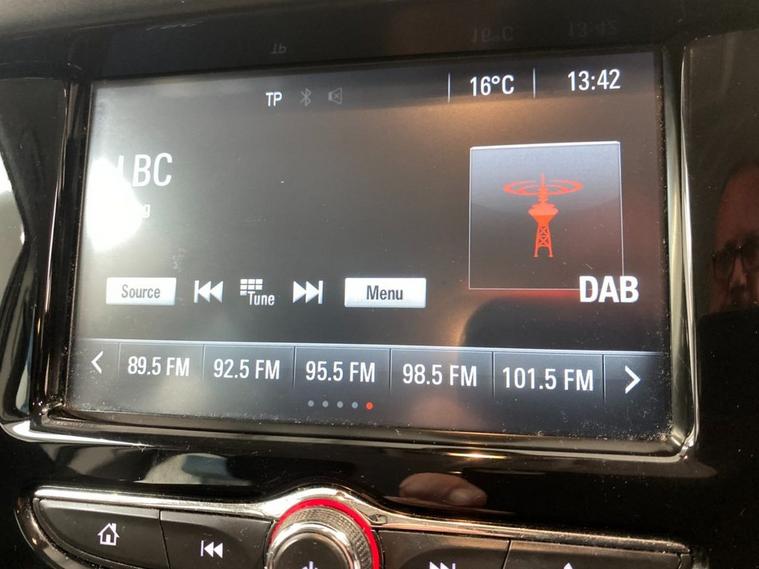 TP 16°C 13:42
LBC
DAB
Source Tune Menu
89.5 FM 92.5 FM 95.5 FM 98.5 FM 101.5 FM